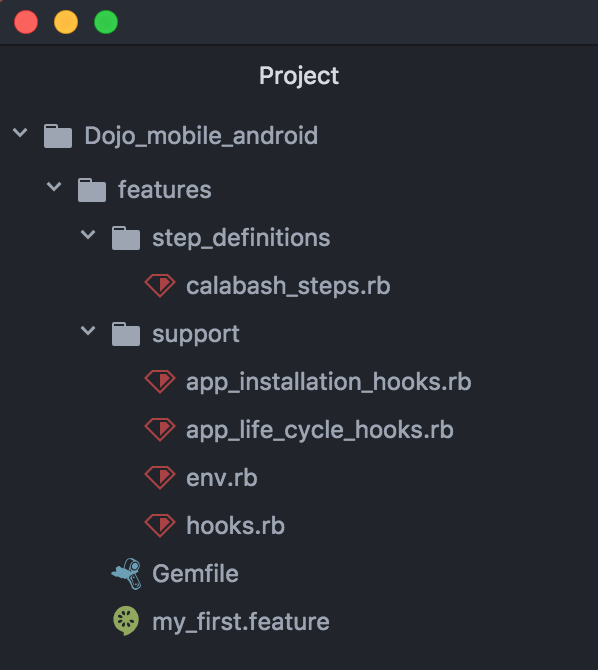 Project
Dojo_mobile_android
features
step_definitions
calabash_steps.rb
support
app_installation_hooks.rb
app_life_cycle_hooks.rb
env.rb
hooks.rb
Gemfile
my_first.feature